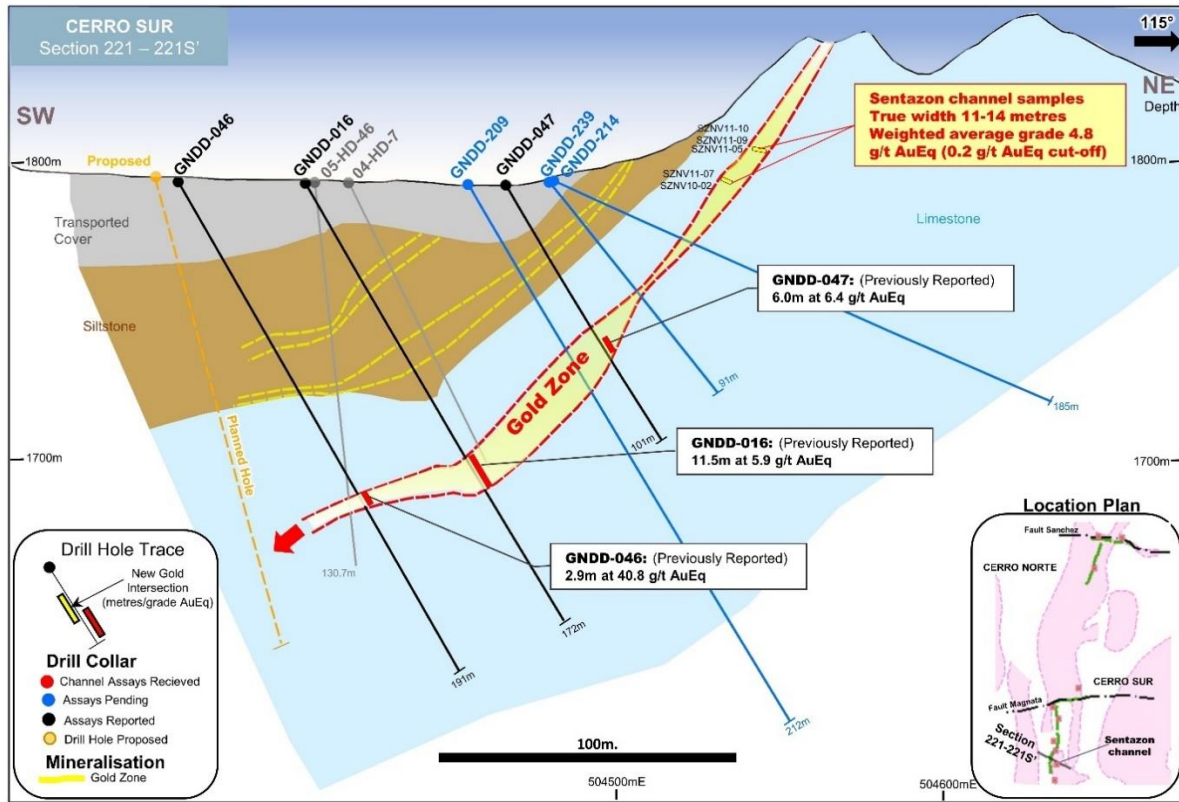 CERRO SUR
Section 221 – 221S’
115°
SW
NE
Depth
Proposed
GNDD-046
GNDD-016
05-HD-46
04-HD-7
GNDD-209
GNDD-047
GNDD-239
GNDD-214
SZNV11-10
SZNV11-09
SZNV11-05
SZNV11-07
SZNV10-02
Sentazon channel samples
True width 11-14 metres
Weighted average grade 4.8
g/t AuEq (0.2 g/t AuEq cut-off)
1800m
1800m
Transported
Cover
Limestone
Siltstone
GNDD-047: (Previously Reported)
6.0m at 6.4 g/t AuEq
Gold Zone
91m
185m
Planned Hole
101m
GNDD-016: (Previously Reported)
11.5m at 5.9 g/t AuEq
1700m
1700m
GNDD-046: (Previously Reported)
2.9m at 40.8 g/t AuEq
130.7m
172m
191m
212m
100m.
504500mE
504600mE
Drill Hole Trace
New Gold
Intersection
(metres/grade AuEq)
Drill Collar
Channel Assays Recieved
Assays Pending
Assays Reported
Drill Hole Proposed
Mineralisation
Gold Zone
Location Plan
Fault Sanchez
CERRO NORTE
CERRO SUR
Fault Magnata
Section
221-221S’
Sentazon
channel